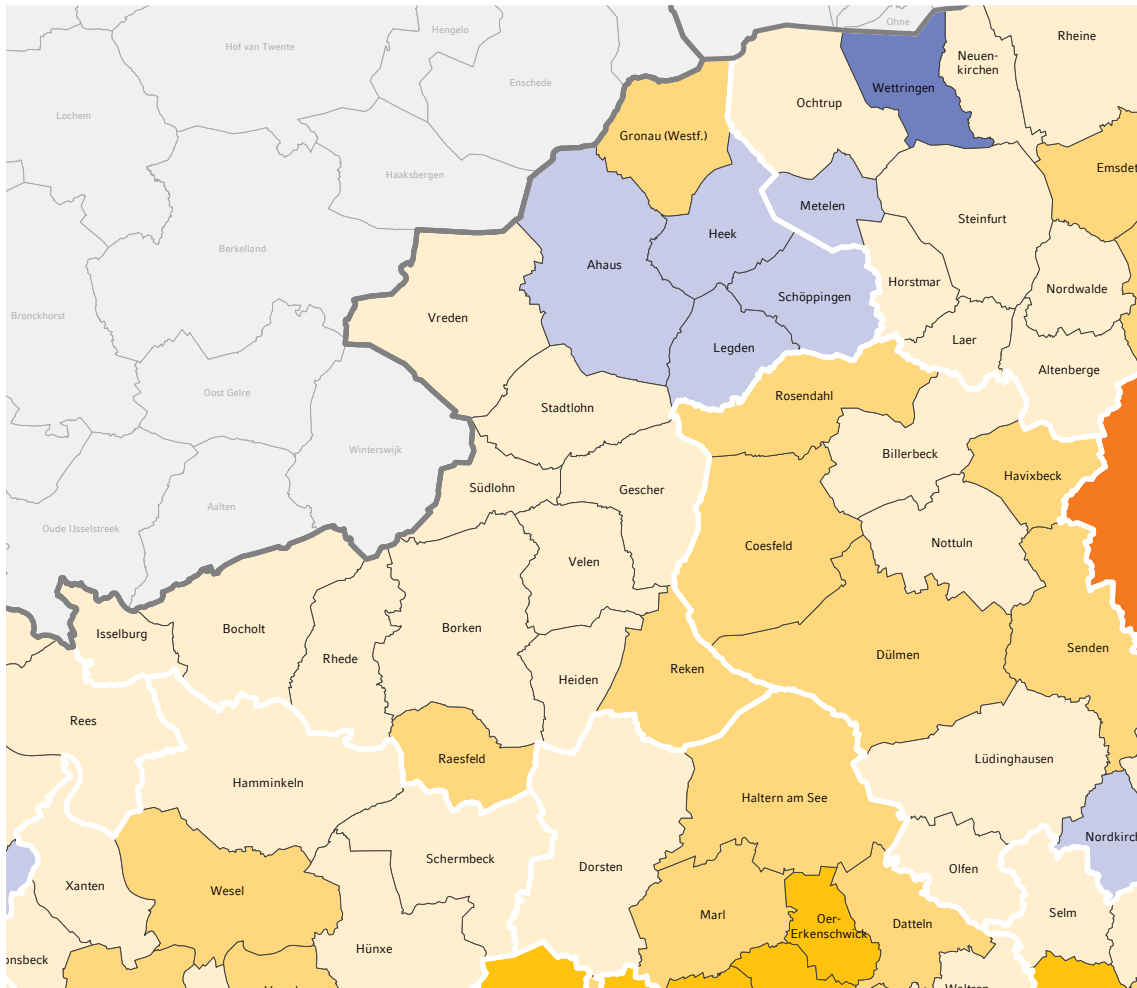 Ohne
Hengelo
Rheine
Hof van Twente
Neuen-
kirchen
Enschede
Wettringen
Ochtrup
Lochem
Gronau (Westf.)
Haaksbergen
Emsdet
Metelen
Steinfurt
Heek
Berkelland
Ahaus
Horstmar
Nordwalde
Schöppingen
Bronckhorst
Vreden
Laer
Legden
Altenberge
Oost Gelre
Rosendahl
Stadtlohn
Winterswijk
Billerbeck
Havixbeck
Südlohn
Gescher
Aalten
Oude IJsselstreek
Nottuln
Coesfeld
Velen
Isselburg
Bocholt
Borken
Senden
Dülmen
Rhede
Reken
Heiden
Rees
Raesfeld
Lüdinghausen
Hamminkeln
Haltern am See
Nordkirch
Schermbeck
Dorsten
Olfen
Xanten
Wesel
Selm
Marl
Oer-
Erkenschwick
Datteln
Hünxe
onsbeck